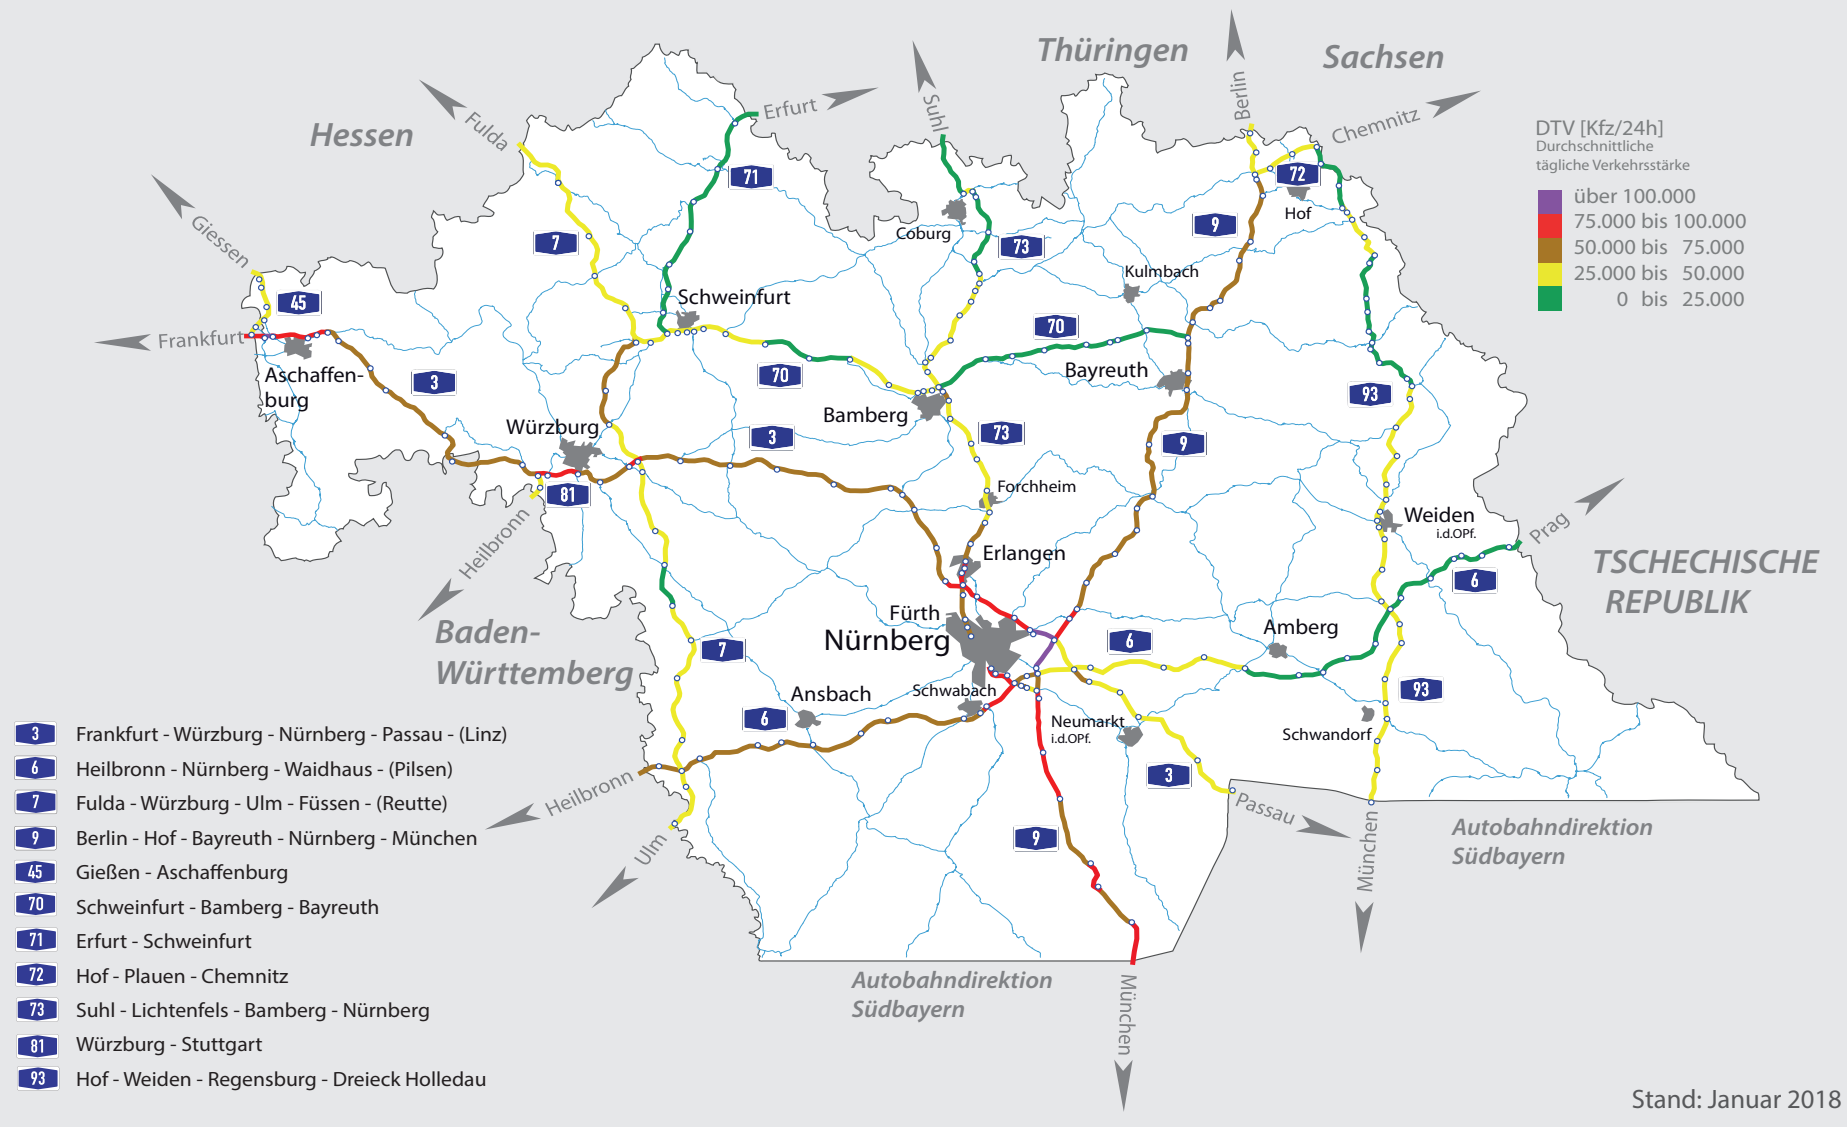 Thüringen
Sachsen
Hessen
Fulda
Erfurt
Suhl
Berlin
Chemnitz
Giessen
Frankfurt
DTV [Kfz/24h]
Durchschnittliche
tägliche Verkehrsstärke
über 100.000
75.000 bis 100.000
50.000 bis 75.000
25.000 bis 50.000
0 bis 25.000
71
72
7
9
73
45
70
3
70
93
3
73
9
81
6
6
7
6
93
3
9
Hof
Coburg
Kulmbach
Schweinfurt
Aschaffen-
burg
Bayreuth
Bamberg
Würzburg
Forchheim
Weiden
i.d.OPf.
Erlangen
Fürth
Nürnberg
Amberg
Ansbach
Schwabach
Neumarkt
i.d.OPf.
Schwandorf
Prag
TSCHECHISCHE
REPUBLIK
Heilbronn
Baden-
Württemberg
Heilbronn
Ulm
Passau
München
München
Autobahndirektion
Südbayern
Autobahndirektion
Südbayern
3 Frankfurt - Würzburg - Nürnberg - Passau - (Linz)
6 Heilbronn - Nürnberg - Waidhaus - (Pilsen)
7 Fulda - Würzburg - Ulm - Füssen - (Reutte)
9 Berlin - Hof - Bayreuth - Nürnberg - München
45 Gießen - Aschaffenburg
70 Schweinfurt - Bamberg - Bayreuth
71 Erfurt - Schweinfurt
72 Hof - Plauen - Chemnitz
73 Suhl - Lichtenfels - Bamberg - Nürnberg
81 Würzburg - Stuttgart
93 Hof - Weiden - Regensburg - Dreieck Holledau
Stand: Januar 2018